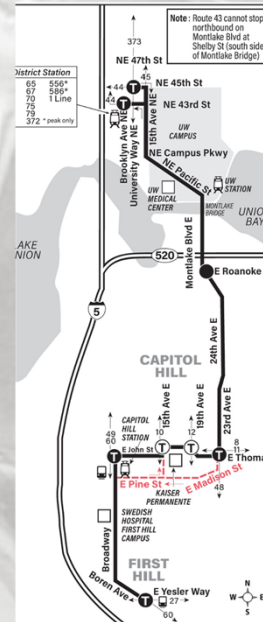 Note: Route 43 cannot stop
northbound on
Montlake Blvd at
Shelby St (south side
of Montlake Bridge)
373
NE 47th St
District Station
65 556*
67 586*
70 1 Line
75
79
372 * peak only
45
44
NE 45th St
44
NE 43rd St
Brooklyn Ave NE
University Way NE
15th Ave NE
UW
CAMPUS
NE Campus Pkwy
NE Pacific St
UW
STATION
UW
MEDICAL
CENTER
MONTLAKE
BRIDGE
UNIO
BAY
Montlake Blvd E
LAKE
NION
520
E Roanoke
5
24th Ave E
CAPITOL
HILL
15th Ave E
19th Ave E
23rd Ave E
CAPITOL
HILL
STATION
49
60
10
12
8
11
T
T
T
T
E John St
E Thoma
E Pine St
E Madison St
KAISER
PERMANENTE
48
SWEDISH
HOSPITAL
FIRST HILL
CAMPUS
Broadway
FIRST
HILL
Boren Ave
T
E Yesler Way
27
60
N
W
E
S